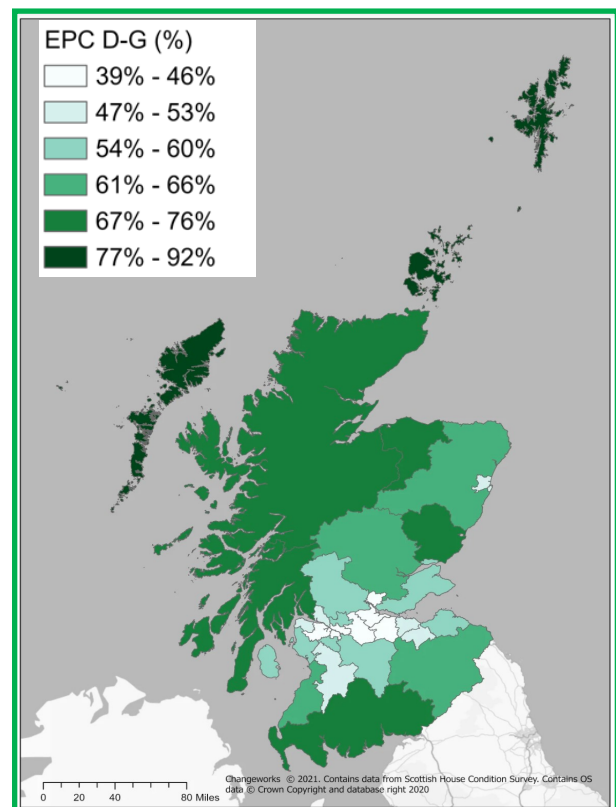 EPC D-G (%)
39% - 46%
47% - 53%
54% - 60%
61% - 66%
67% - 76%
77% - 92%
Changeworks © 2021. Contains data from Scottish House Condition Survey. Contains OS
data © Crown Copyright and database right 2020
0 20 40 80 Miles